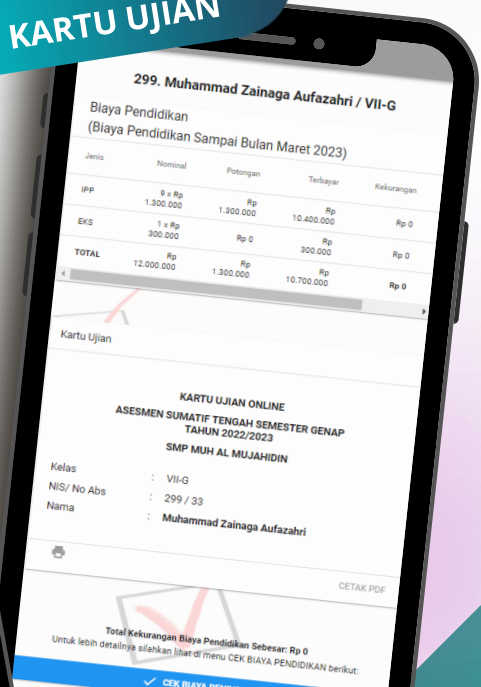 KARTU UJIAN
299. Muhammad Zainaga Aufazahri / VII-G
Biaya Pendidikan
(Biaya Pendidikan Sampai Bulan Maret 2023)
Jenis Nominal Potongan Terbayar Kekurangan
IPP 9 x Rp 1.300.000 Rp 1.300.000 Rp 10.400.000 Rp 0
EKS 1 x Rp 300.000 Rp 0 Rp 300.000 Rp 0
TOTAL Rp 12.000.000 Rp 1.300.000 Rp 10.700.000 Rp 0
Kartu Ujian
KARTU UJIAN ONLINE
ASESMEN SUMATIF TENGAH SEMESTER GENAP
TAHUN 2022/2023
SMP MUH AL MUJAHIDIN
Kelas : VII-G
NIS/ No Abs : 299 / 33
Nama : Muhammad Zainaga Aufazahri
CETAK PDF
Total Kekurangan Biaya Pendidikan Sebesar: Rp 0
Untuk lebih detailnya silahkan lihat di menu CEK BIAYA PENDIDIKAN berikut:
CEK BIAYA